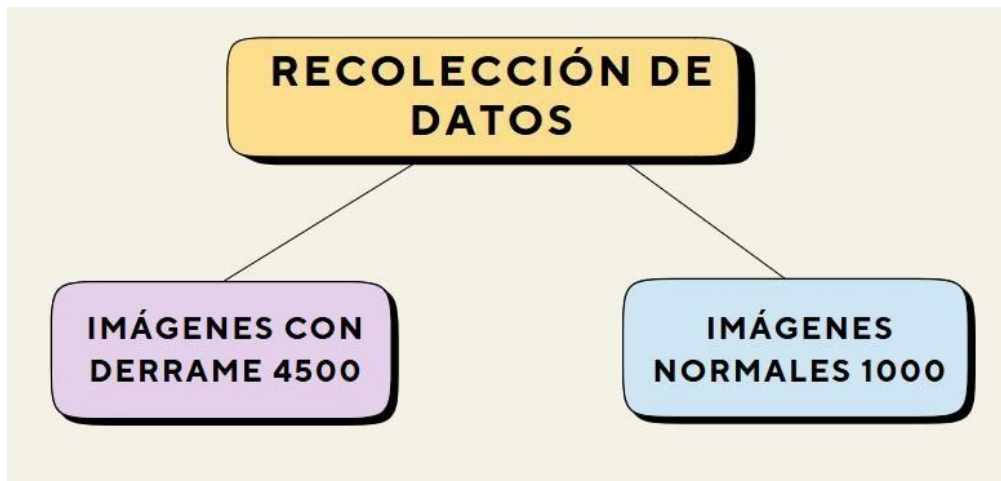 RECOLECCIÓN DE
DATOS
IMÁGENES CON
DERRAME 4500
IMÁGENES
NORMALES 1000